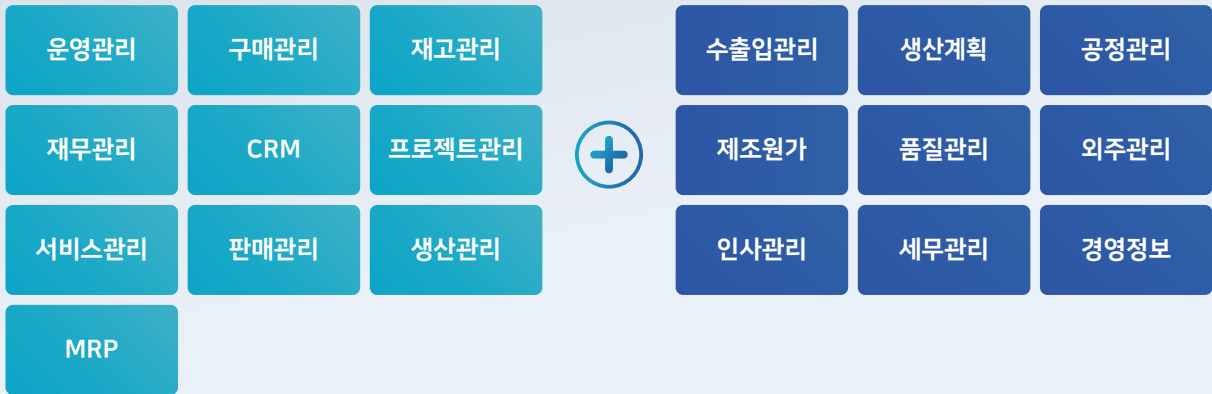 운영관리
구매관리
재고관리
재무관리
CRM
프로젝트관리
서비스관리
판매관리
생산관리
MRP
수출입관리
생산계획
공정관리
제조원가
품질관리
외주관리
인사관리
세무관리
경영정보